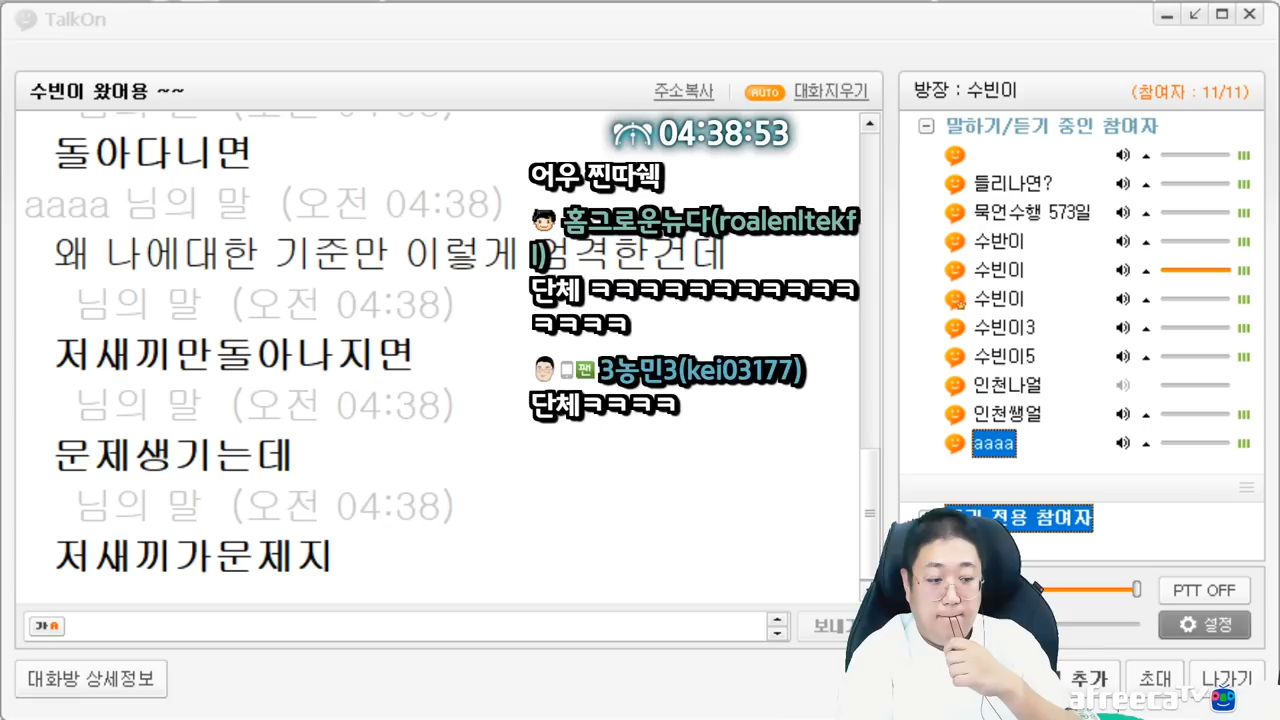 TalkOn
수빈이 왔어용 ~~
주소복사
AUTO
대화지우기
04:38:53
돌아다니면
aaaa 님의 말 (오전 04:38)
왜 나에대한 기준만 이렇게 엄격한건데
님의 말 (오전 04:38)
저새끼만돌아나지면
님의 말 (오전 04:38)
문제생기는데
님의 말 (오전 04:38)
저새끼가문제지
어우 찐따쉑
홈그로운뉴다(roalenltekf
l)
단체 ㅋㅋㅋㅋㅋㅋㅋㅋㅋㅋㅋ
ㅋㅋㅋㅋ
팬 3농민3(kei03177)
단체ㅋㅋㅋㅋ
가A
대화방 상세정보
방장 : 수빈이
(참여자 : 11/11)
말하기/듣기 중인 참여자
들리나연?
묵언수행 573일
수반이
수빈이
수빈이
수빈이3
수빈이5
인천나얼
인천쌩얼
aaaa
전용 참여자
PTT OFF
설정
추가
초대
나가기
afreecaTV